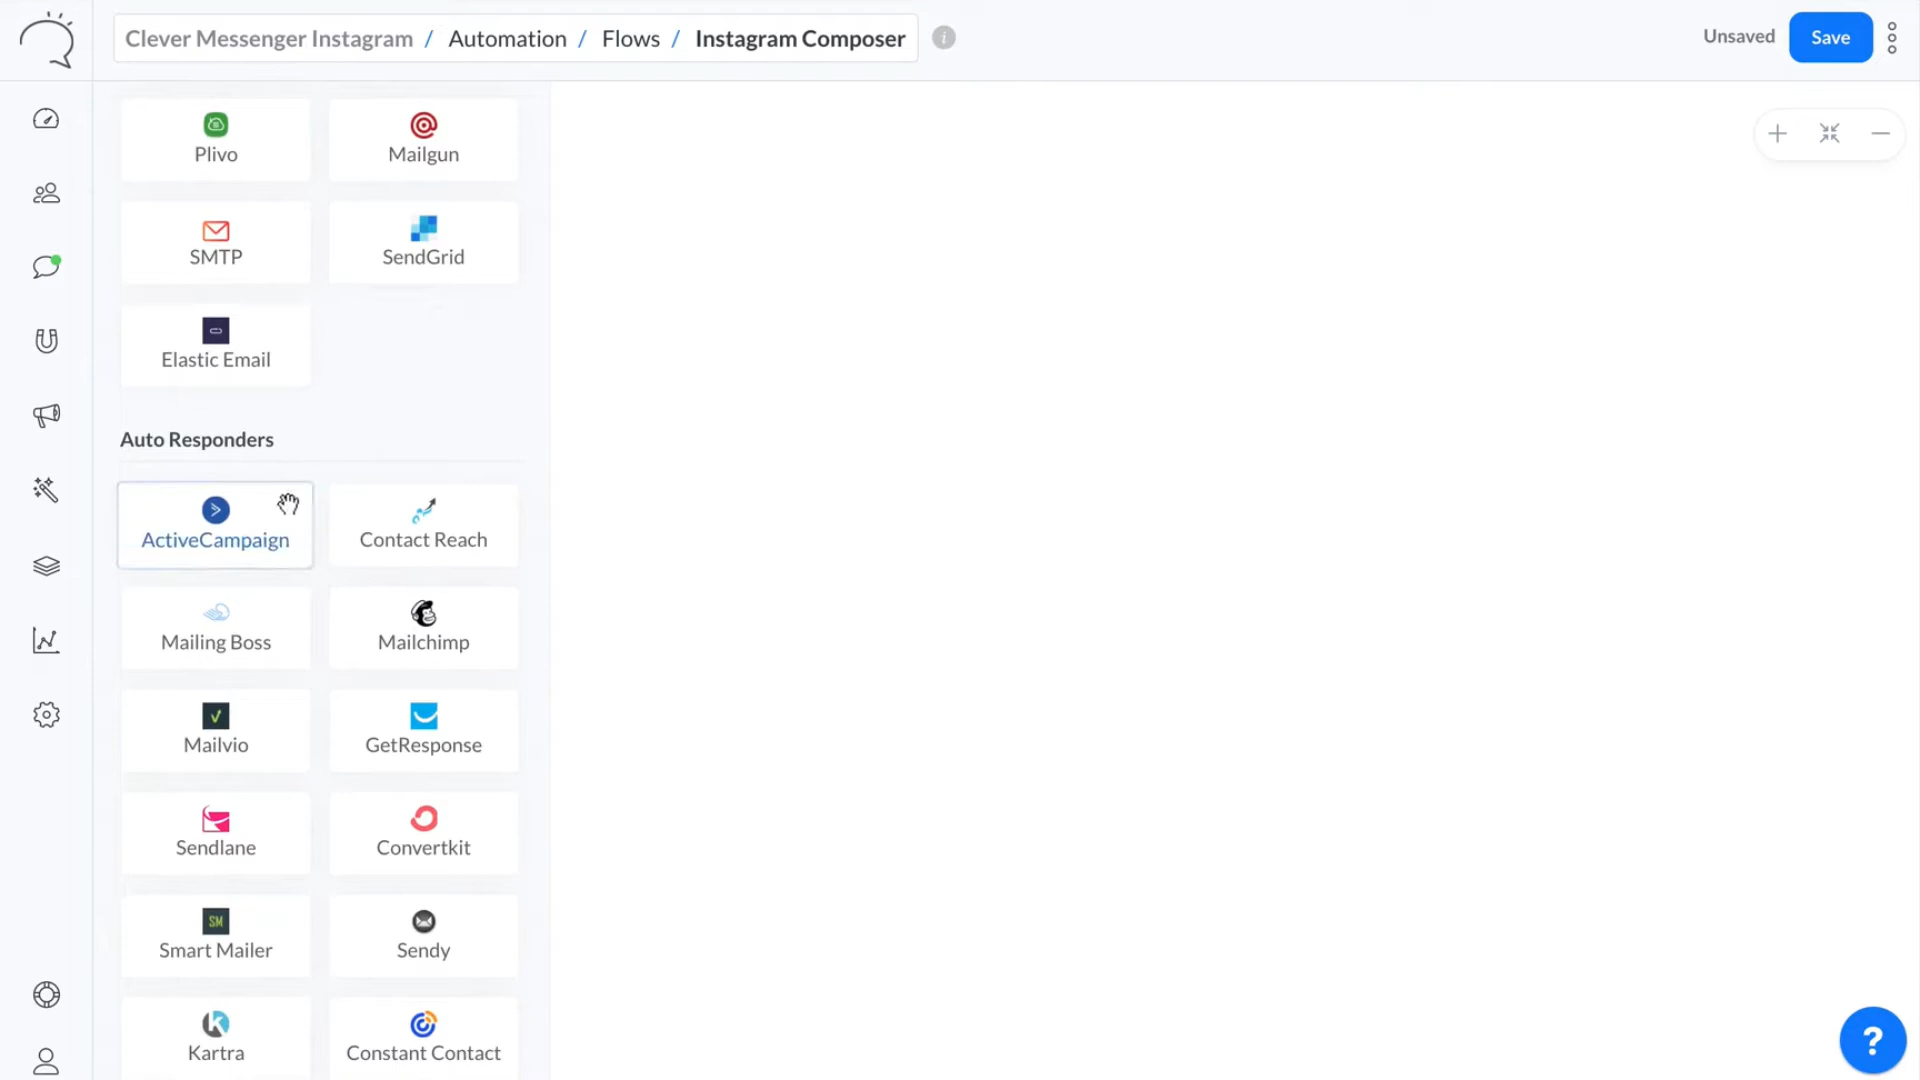 Clever Messenger Instagram / Automation / Flows / Instagram Composer
Unsaved
Save
Plivo
Mailgun
SMTP
SendGrid
Elastic Email
Auto Responders
ActiveCampaign
Contact Reach
Mailing Boss
Mailchimp
Mailvio
GetResponse
Sendlane
Convertkit
SM
Smart Mailer
Sendy
Kartra
Constant Contact
?